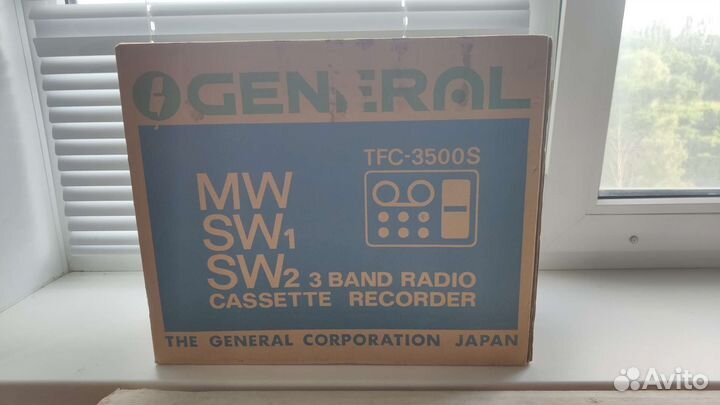 GENERAL
TFC-3500S
MW
SW1
SW2 3 BAND RADIO
CASSETTE RECORDER
THE GENERAL CORPORATION JAPAN
Avito